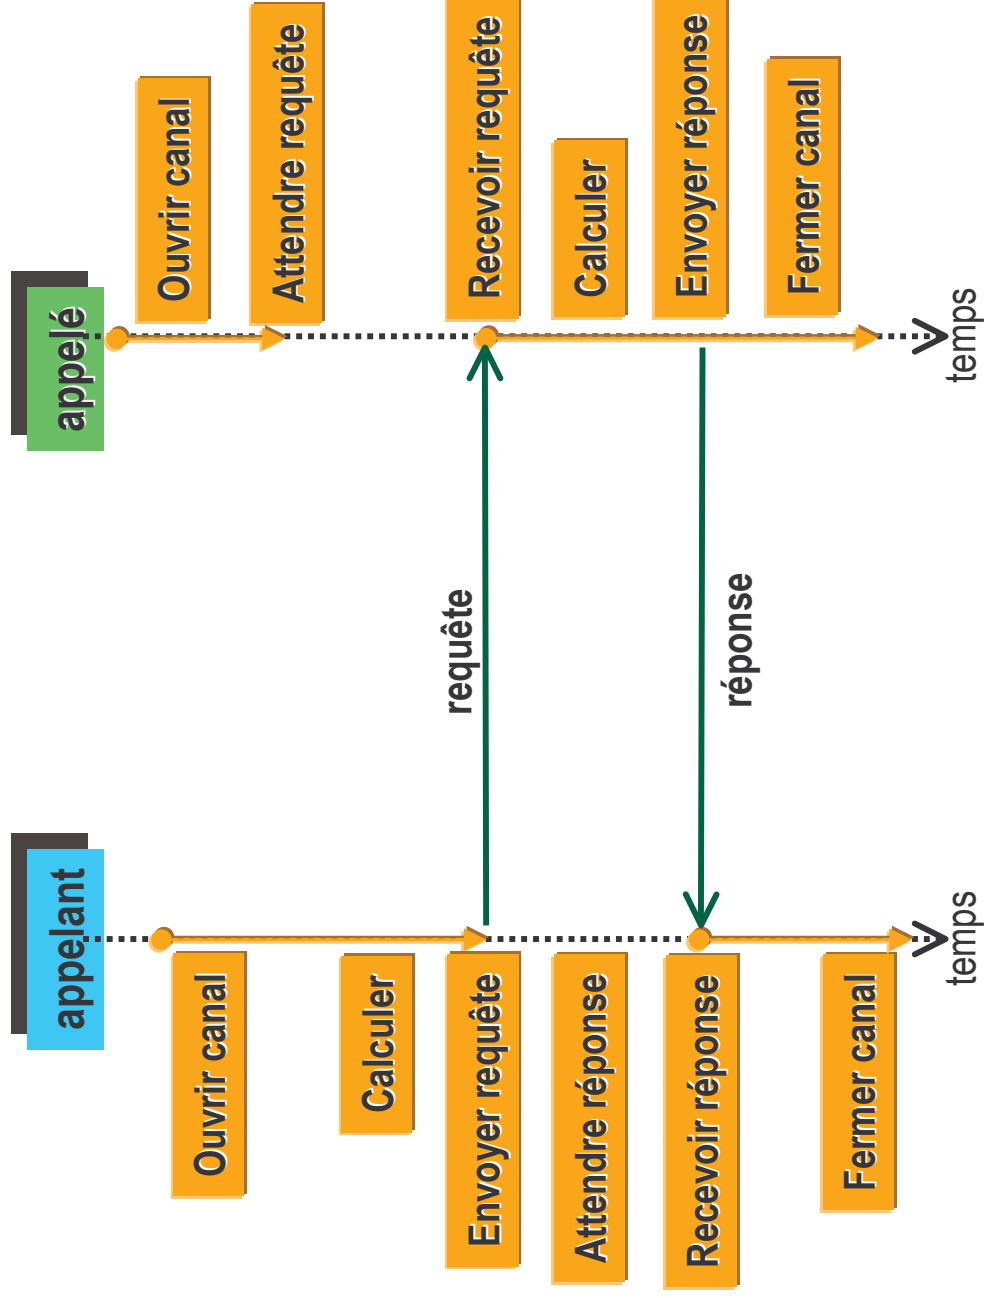 appelant
Ouvrir canal
Calculer
Envoyer requête
Attendre réponse
Recevoir réponse
Fermer canal
temps
requête
réponse
appelé
Ouvrir canal
Attendre requête
Recevoir requête
Calculer
Envoyer réponse
Fermer canal
temps